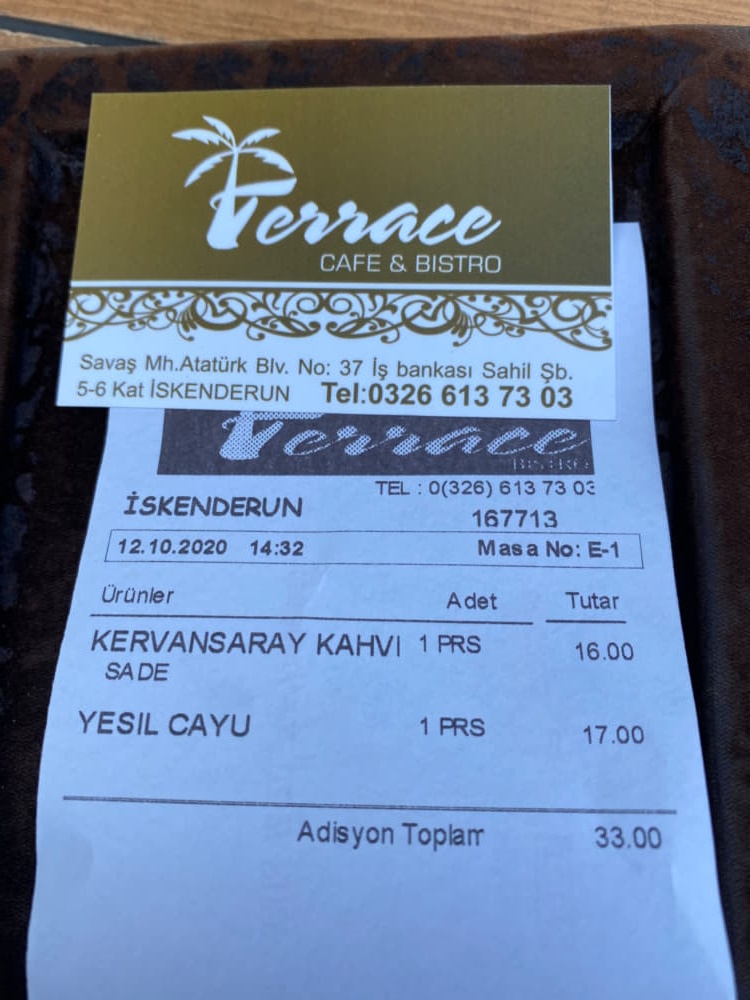 Terrace
CAFE & BISTRO
Savaş Mh.Atatürk Blv. No: 37 İş bankası Sahil Şb.
5-6 Kat İSKENDERUN Tel:0326 613 73 03
Terrace
BISTRO
TEL : 0(326) 613 73 03
İSKENDERUN 167713
12.10.2020 14:32 Masa No: E-1
Ürünler Adet Tutar
KERVANSARAY KAHVI 1 PRS 16.00
SADE
YESIL CAYU 1 PRS 17.00
Adisyon Toplam 33.00